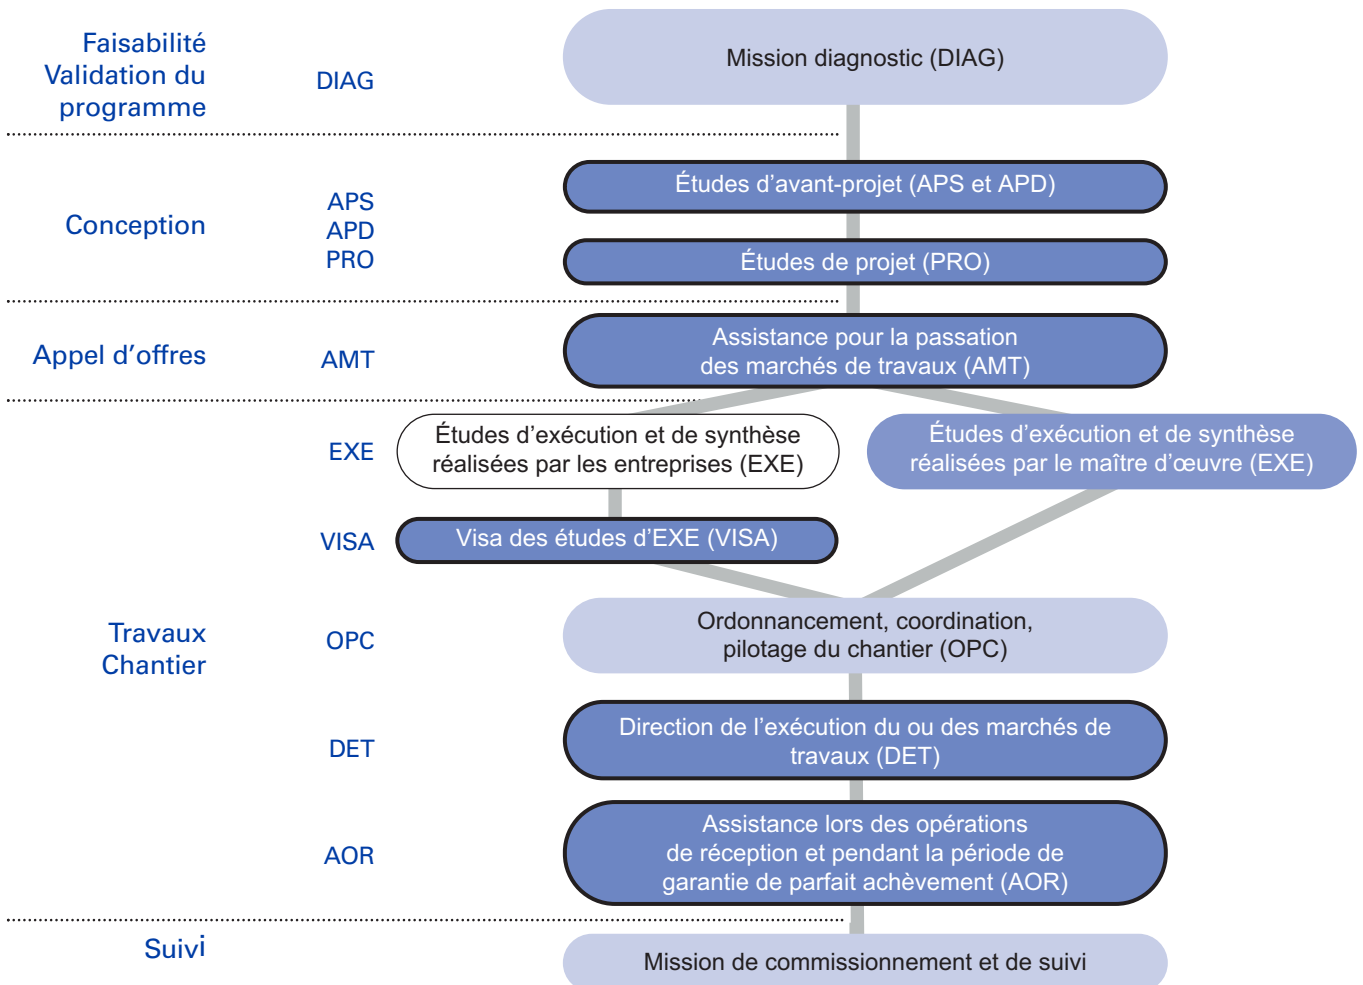 Faisabilité
Validation du
programme
DIAG
Mission diagnostic (DIAG)
Conception
APS
APD
PRO
Études d’avant-projet (APS et APD)
Études de projet (PRO)
Appel d’offres
AMT
Assistance pour la passation
des marchés de travaux (AMT)
EXE
Études d’exécution et de synthèse
réalisées par les entreprises (EXE)
Études d’exécution et de synthèse
réalisées par le maître d’œuvre (EXE)
VISA
Visa des études d’EXE (VISA)
Travaux
Chantier
OPC
Ordonnancement, coordination,
pilotage du chantier (OPC)
DET
Direction de l’exécution du ou des marchés de
travaux (DET)
AOR
Assistance lors des opérations
de réception et pendant la période de
garantie de parfait achèvement (AOR)
Suivi
Mission de commissionnement et de suivi